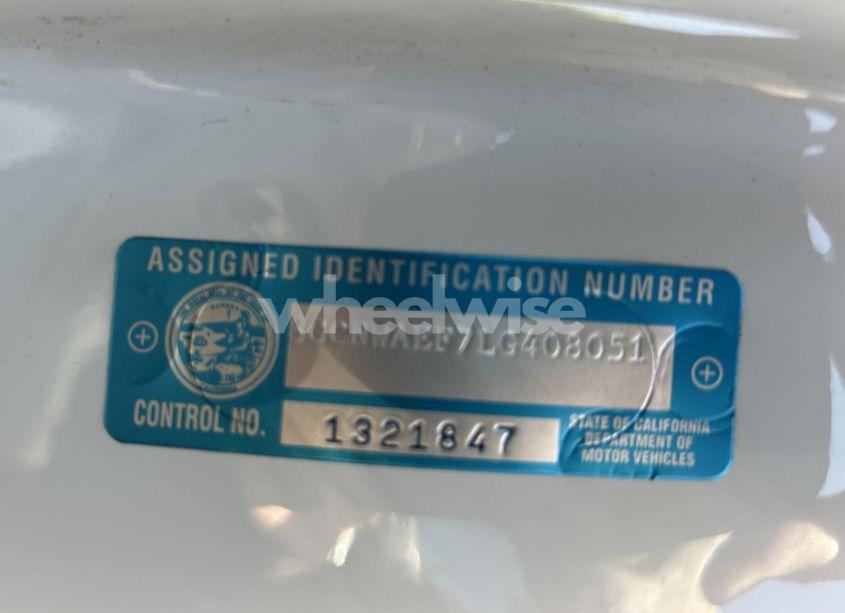 ASSIGNED IDENTIFICATION NUMBER
wheelwise
CONTROL NO.
1321847
STATE OF CALIFORNIA
DEPARTMENT OF
MOTOR VEHICLES